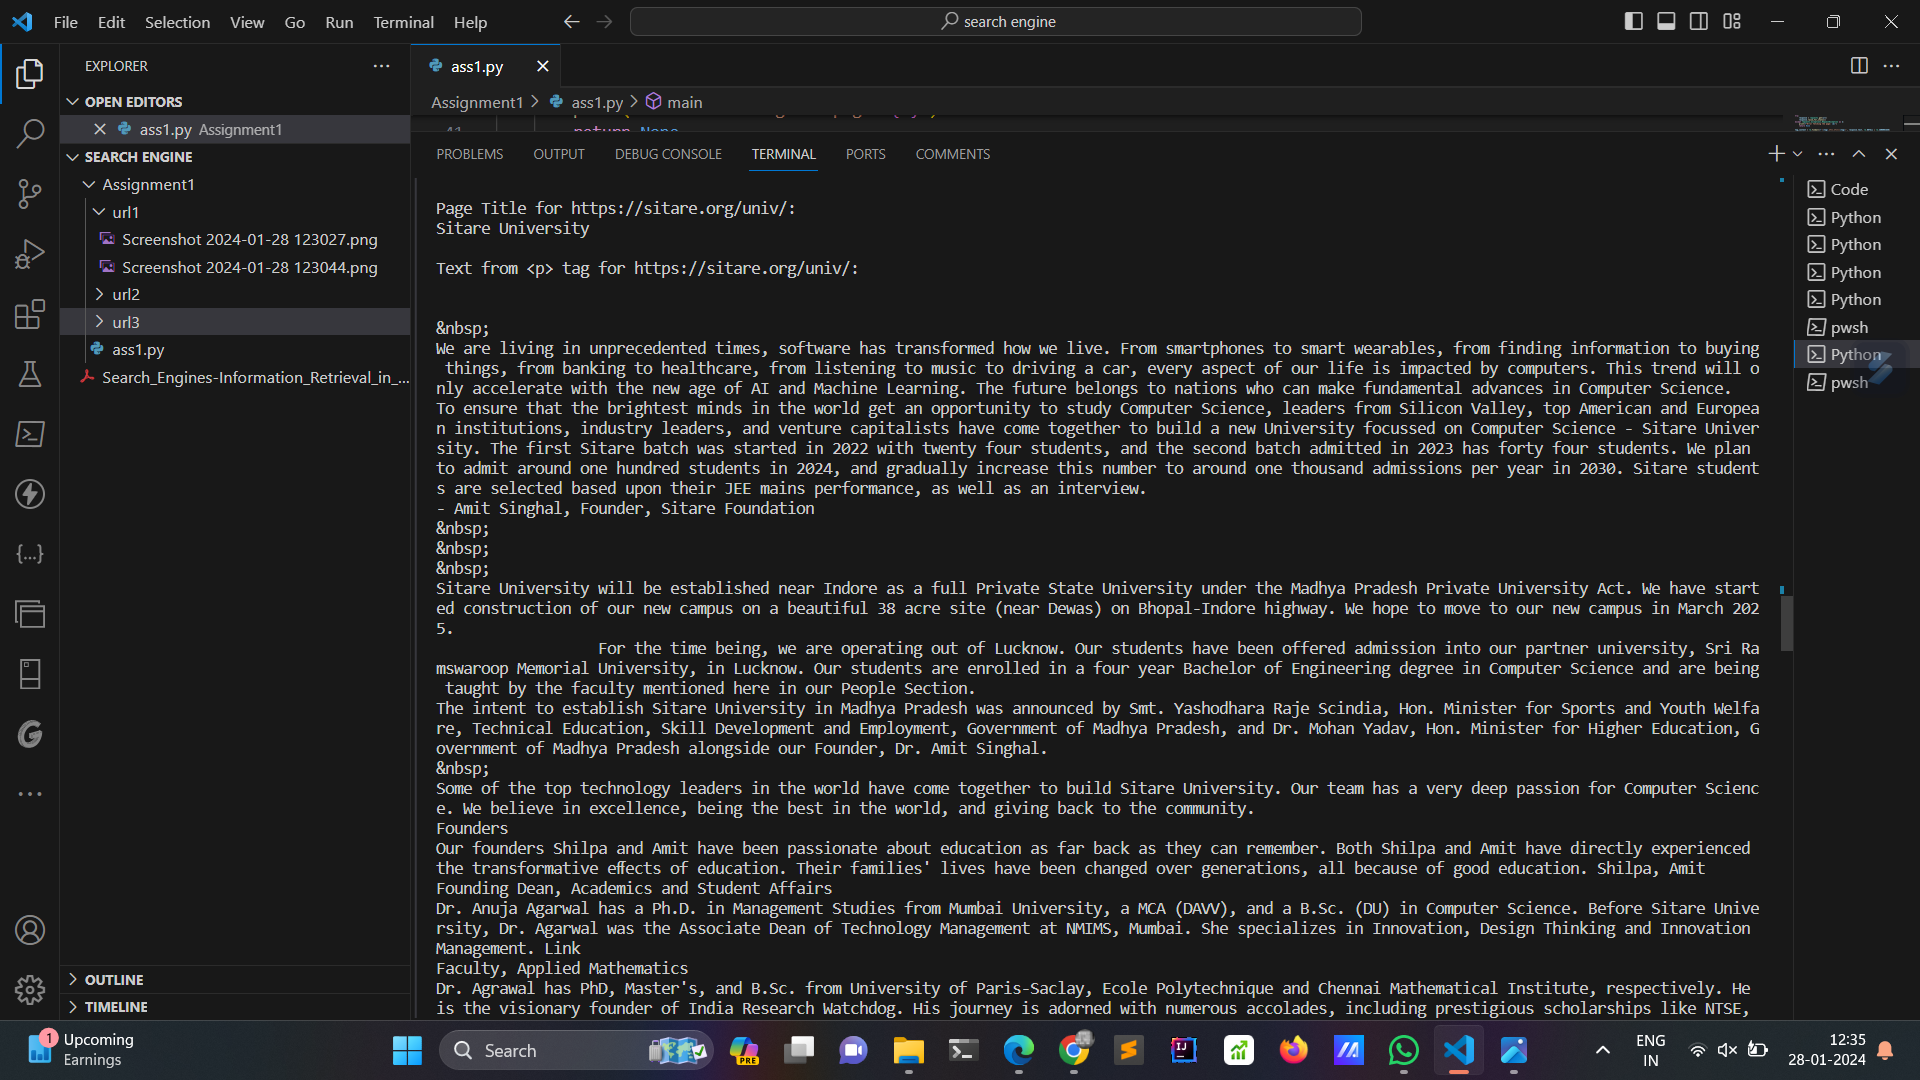 File Edit Selection View Go Run Terminal Help
search engine
EXPLORER
OPEN EDITORS
ass1.py Assignment1
SEARCH ENGINE
Assignment1
url1
Screenshot 2024-01-28 123027.png
Screenshot 2024-01-28 123044.png
url2
url3
ass1.py
Search_Engines-Information_Retrieval_in_...
OUTLINE
TIMELINE
ass1.py
Assignment1 > ass1.py > main
41 return None
PROBLEMS OUTPUT DEBUG CONSOLE TERMINAL PORTS COMMENTS
Page Title for https://sitare.org/univ/:
Sitare University
Text from <p> tag for https://sitare.org/univ/:
&nbsp;
We are living in unprecedented times, software has transformed how we live. From smartphones to smart wearables, from finding information to buying
things, from banking to healthcare, from listening to music to driving a car, every aspect of our life is impacted by computers. This trend will o
nly accelerate with the new age of AI and Machine Learning. The future belongs to nations who can make fundamental advances in Computer Science.
To ensure that the brightest minds in the world get an opportunity to study Computer Science, leaders from Silicon Valley, top American and Europea
n institutions, industry leaders, and venture capitalists have come together to build a new University focussed on Computer Science - Sitare Univer
sity. The first Sitare batch was started in 2022 with twenty four students, and the second batch admitted in 2023 has forty four students. We plan
to admit around one hundred students in 2024, and gradually increase this number to around one thousand admissions per year in 2030. Sitare student
s are selected based upon their JEE mains performance, as well as an interview.
- Amit Singhal, Founder, Sitare Foundation
&nbsp;
&nbsp;
&nbsp;
Sitare University will be established near Indore as a full Private State University under the Madhya Pradesh Private University Act. We have start
ed construction of our new campus on a beautiful 38 acre site (near Dewas) on Bhopal-Indore highway. We hope to move to our new campus in March 202
5.
For the time being, we are operating out of Lucknow. Our students have been offered admission into our partner university, Sri Ra
mswaroop Memorial University, in Lucknow. Our students are enrolled in a four year Bachelor of Engineering degree in Computer Science and are being
taught by the faculty mentioned here in our People Section.
The intent to establish Sitare University in Madhya Pradesh was announced by Smt. Yashodhara Raje Scindia, Hon. Minister for Sports and Youth Welfa
re, Technical Education, Skill Development and Employment, Government of Madhya Pradesh, and Dr. Mohan Yadav, Hon. Minister for Higher Education, G
overnment of Madhya Pradesh alongside our Founder, Dr. Amit Singhal.
&nbsp;
Some of the top technology leaders in the world have come together to build Sitare University. Our team has a very deep passion for Computer Scienc
e. We believe in excellence, being the best in the world, and giving back to the community.
Founders
Our founders Shilpa and Amit have been passionate about education as far back as they can remember. Both Shilpa and Amit have directly experienced
the transformative effects of education. Their families' lives have been changed over generations, all because of good education. Shilpa, Amit
Founding Dean, Academics and Student Affairs
Dr. Anuja Agarwal has a Ph.D. in Management Studies from Mumbai University, a MCA (DAVV), and a B.Sc. (DU) in Computer Science. Before Sitare Unive
rsity, Dr. Agarwal was the Associate Dean of Technology Management at NMIMS, Mumbai. She specializes in Innovation, Design Thinking and Innovation
Management. Link
Faculty, Applied Mathematics
Dr. Agrawal has PhD, Master's, and B.Sc. from University of Paris-Saclay, Ecole Polytechnique and Chennai Mathematical Institute, respectively. He
is the visionary founder of India Research Watchdog. His journey is adorned with numerous accolades, including prestigious scholarships like NTSE,
Code
Python
Python
Python
Python
pwsh
Python
pwsh
1 Upcoming
Earnings
Search
PRE
IJ
ENG
IN
12:35
28-01-2024